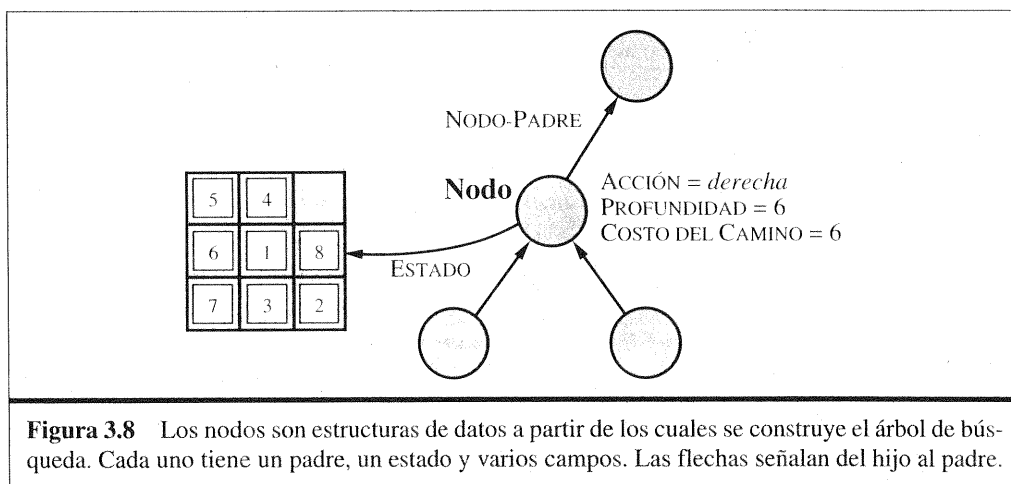 NODO-PADRE
Nodo
ACCIÓN = derecha
PROFUNDIDAD = 6
COSTO DEL CAMINO = 6
ESTADO
5 4
6 1 8
7 3 2
Figura 3.8 Los nodos son estructuras de datos a partir de los cuales se construye el árbol de bús-
queda. Cada uno tiene un padre, un estado y varios campos. Las flechas señalan del hijo al padre.